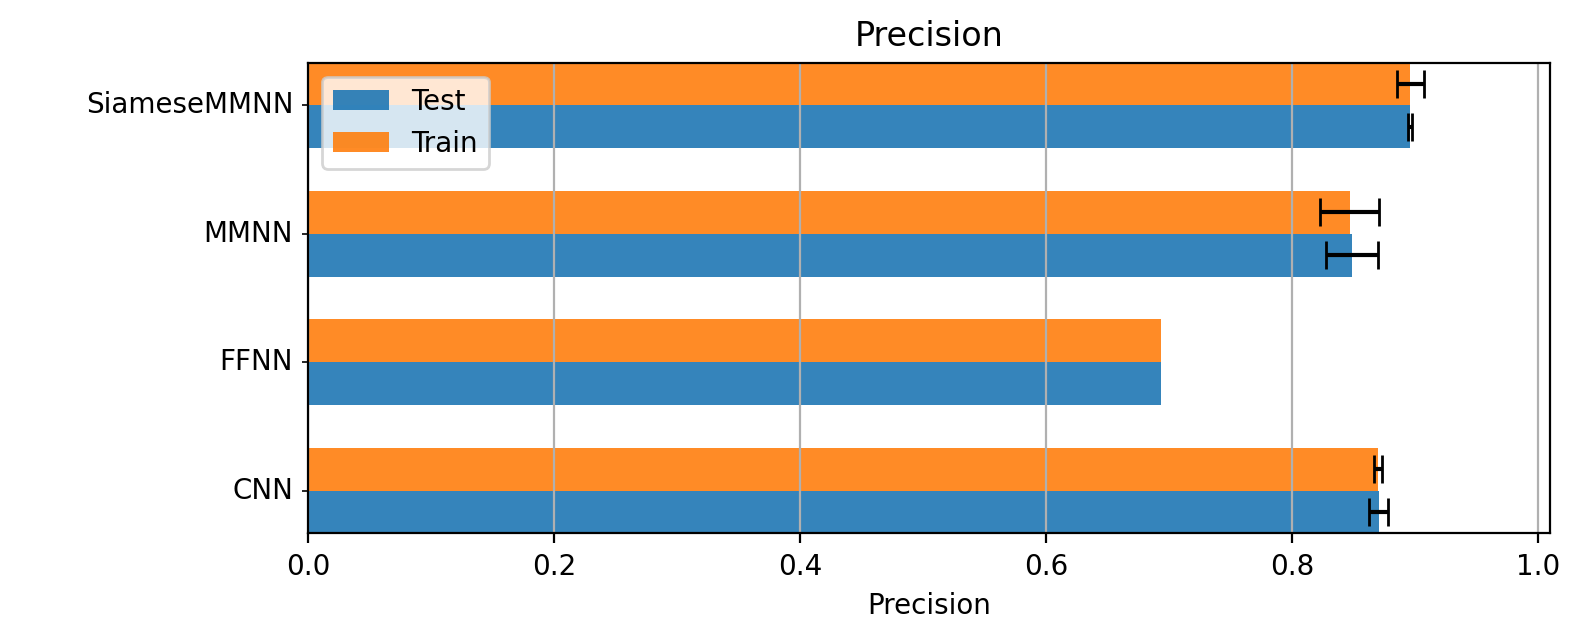 Precision
SiameseMMNN
Test
Train
MMNN
FFNN
CNN
0.0 0.2 0.4 0.6 0.8 1.0
Precision